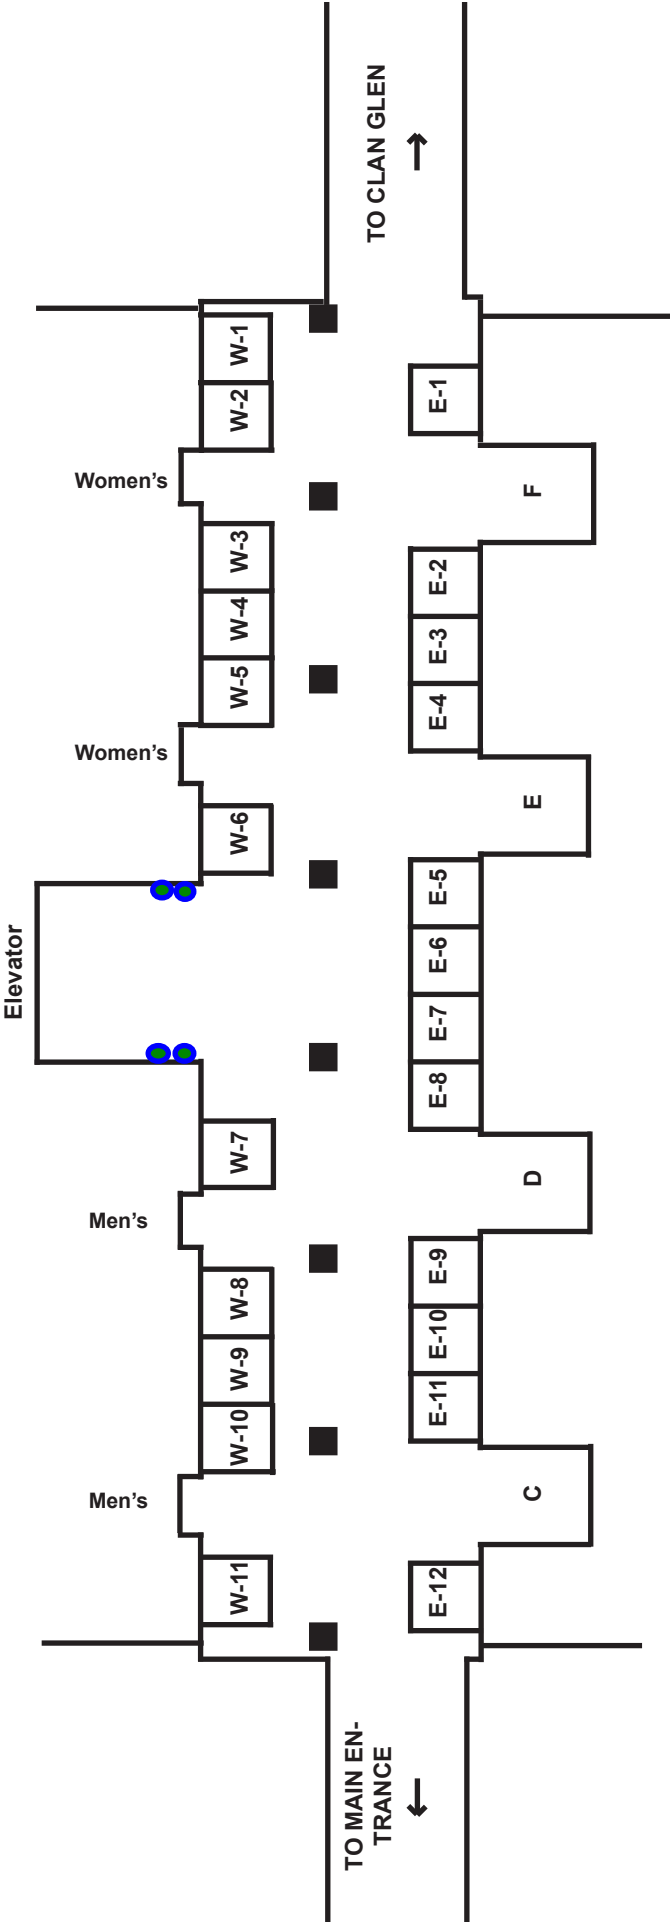 TO CLAN GLEN
W-1
W-2
E-1
Women's
F
W-3
W-4
W-5
E-2
E-3
E-4
Women's
E
W-6
Elevator
E-5
E-6
E-7
E-8
W-7
D
Men's
W-8
W-9
W-10
E-9
E-10
E-11
Men's
C
W-11
E-12
TO MAIN EN-
TRANCE